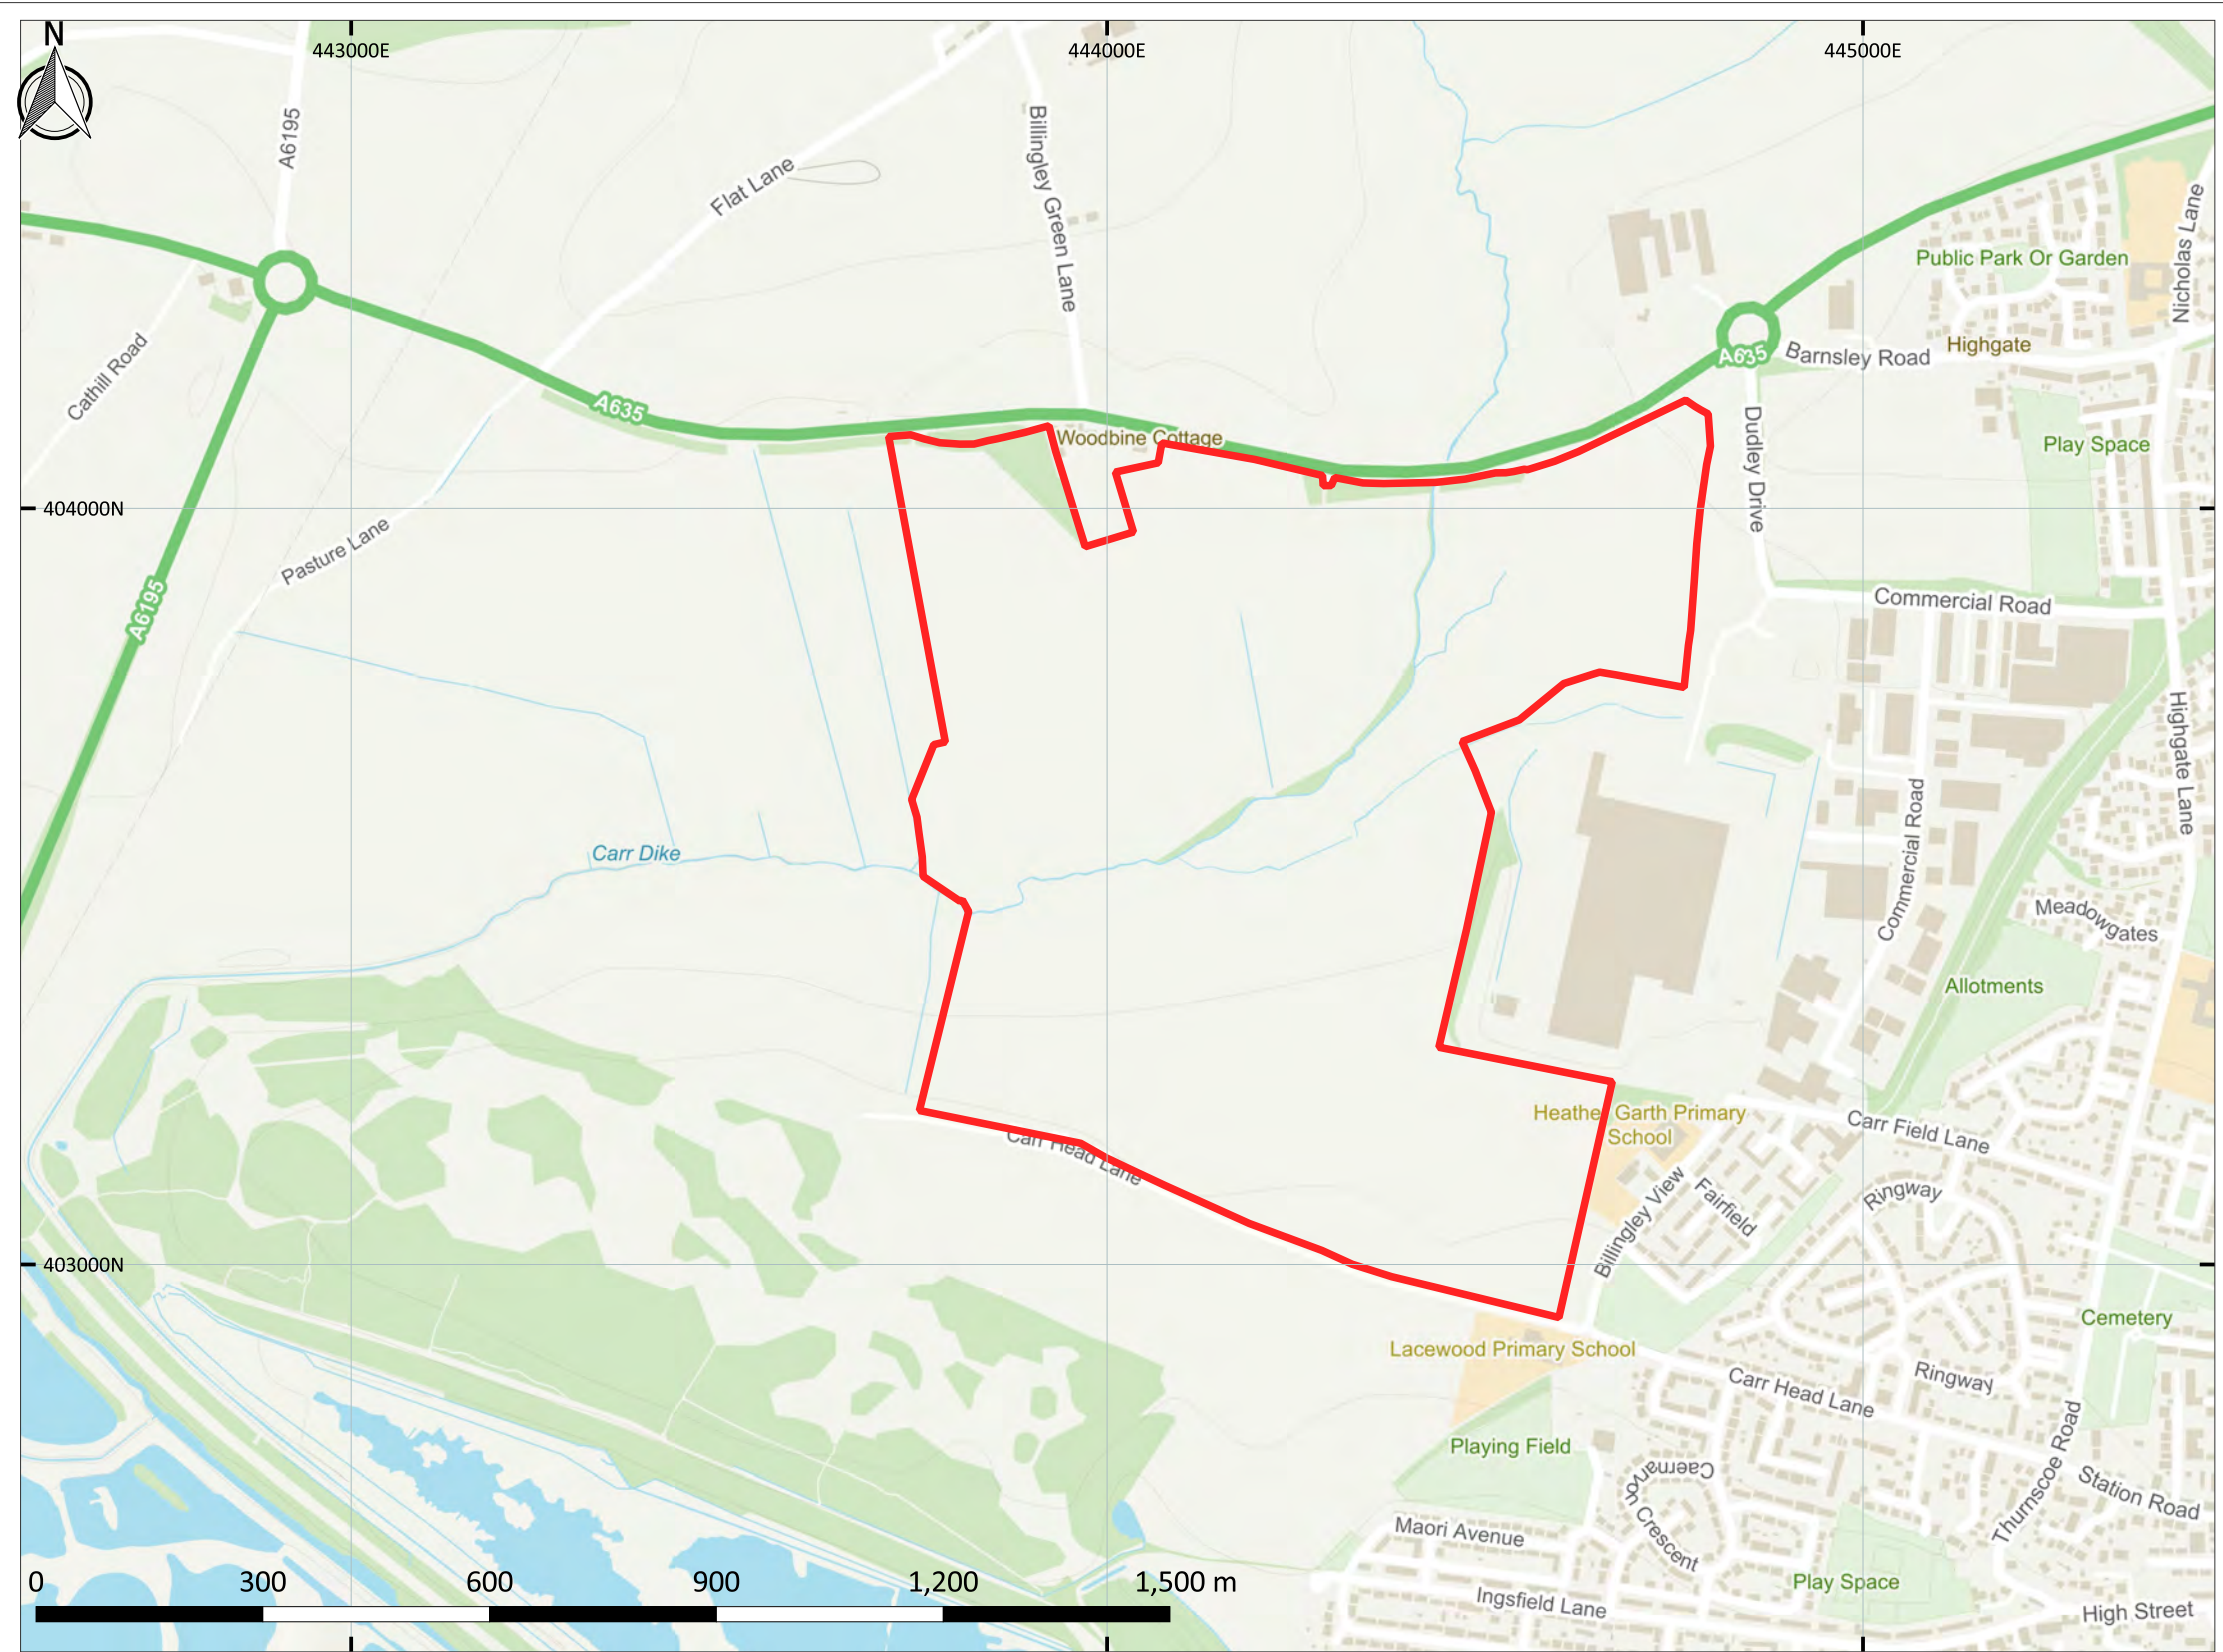 N
443000E
444000E
445000E
A6195
Flat Lane
Billingley Green Lane
Nicholas Lane
Public Park Or Garden
Cathill Road
A635
Barnsley Road
Highgate
A635
Woodbine Cottage
Dudley Drive
Play Space
404000N
Pasture Lane
A6195
Commercial Road
Highgate Lane
Carr Dike
Commercial Road
Meadowgates
Allotments
Heather Garth Primary
School
Carr Field Lane
Carr Head Lane
Billingley View
Fairfield
Ringway
403000N
Cemetery
Lacewood Primary School
Carr Head Lane
Ringway
Playing Field
Caernarvon Crescent
Thurnscoe Road
Station Road
Maori Avenue
Play Space
Ingsfield Lane
High Street
0 300 600 900 1,200 1,500 m